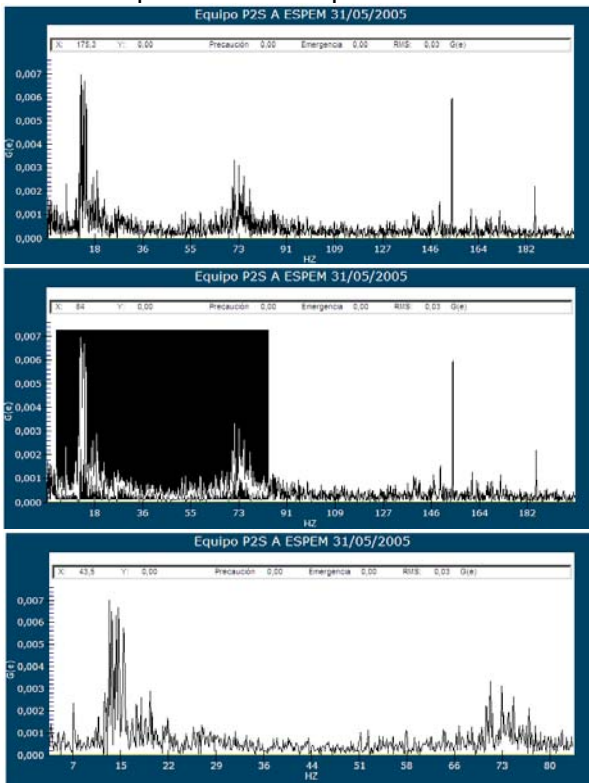 Equipo P2S A ESPEM 31/05/2005
X: 175,3 Y: 0,00 Precaución 0,00 Emergencia 0,00 RMS: 0,03 G(e)
0,007
0,006
0,005
0,004
0,003
0,002
0,001
0,000
G(e)
18 36 54 73 91 109 127 146 164 182
HZ
Equipo P2S A ESPEM 31/05/2005
X: 84 Y: 0,00 Precaución 0,00 Emergencia 0,00 RMS: 0,03 G(e)
0,007
0,006
0,005
0,004
0,003
0,002
0,001
0,000
G(e)
18 36 54 73 91 109 127 146 164 182
HZ
Equipo P2S A ESPEM 31/05/2005
X: 43,5 Y: 0,00 Precaución 0,00 Emergencia 0,00 RMS: 0,03 G(e)
0,007
0,006
0,005
0,004
0,003
0,002
0,001
0,000
G(e)
7 15 22 29 36 44 51 58 66 73 80
HZ